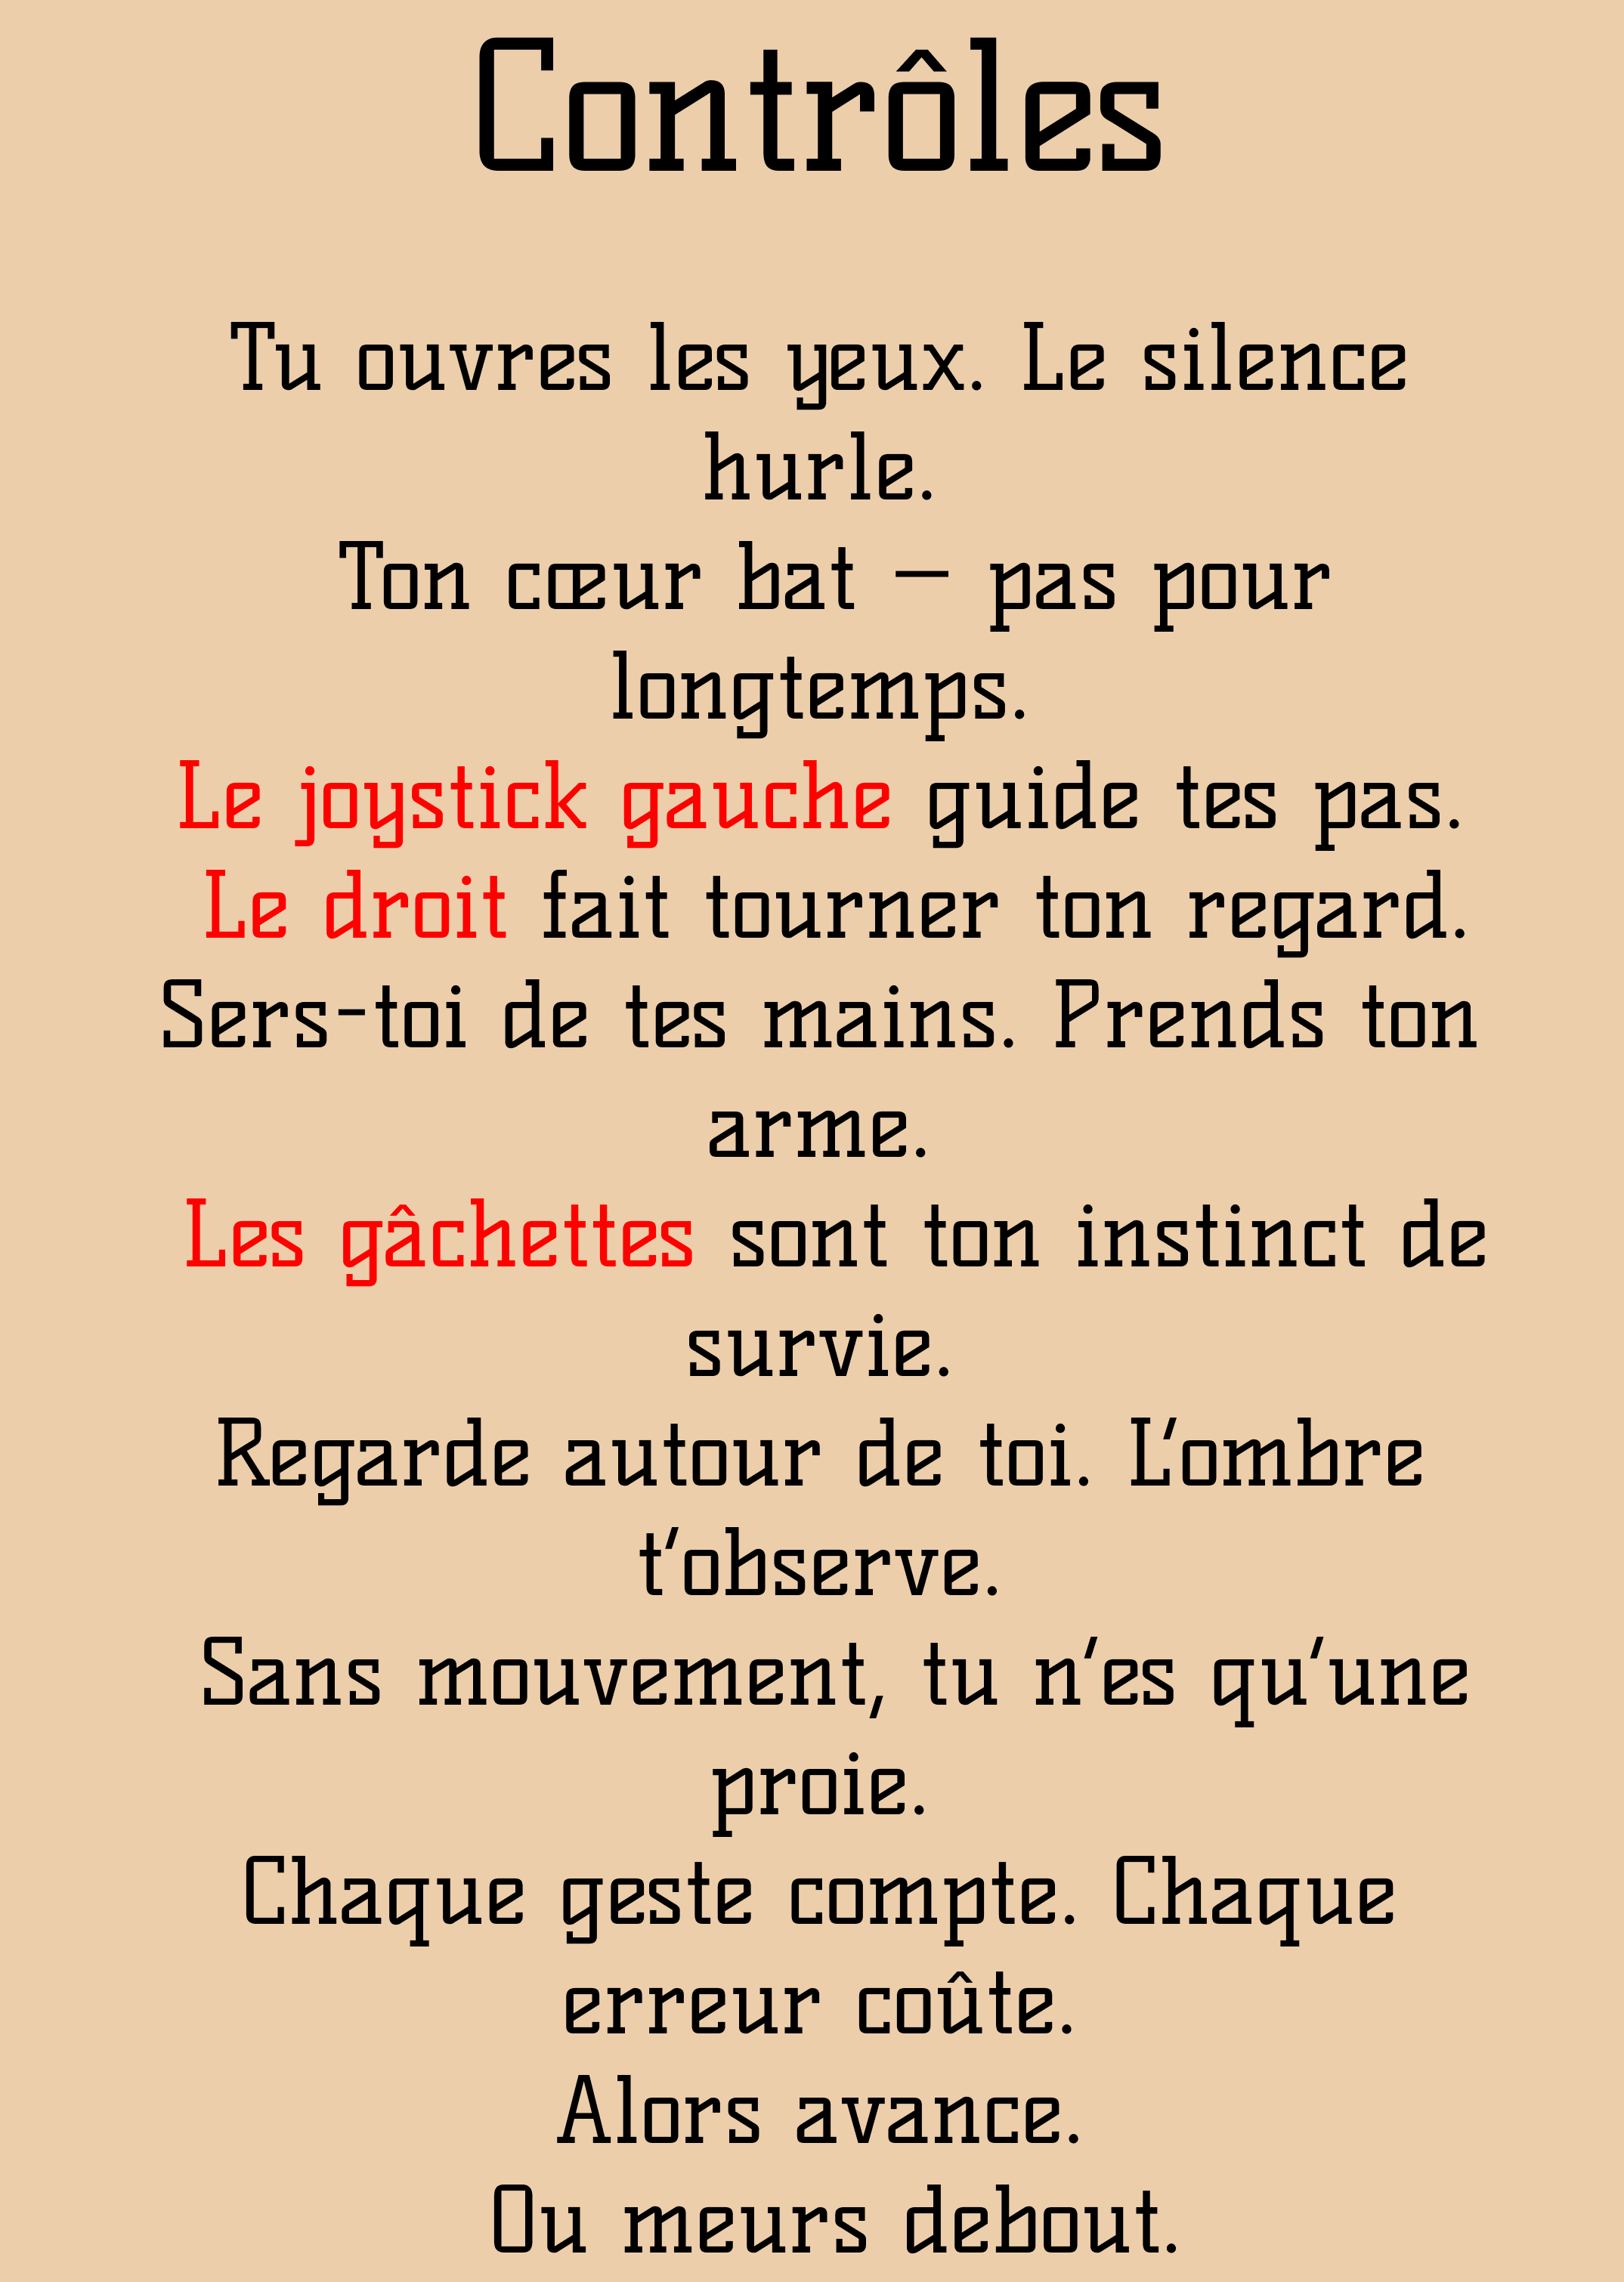 Contrôles
Tu ouvres les yeux. Le silence
hurle.
Ton cœur bat — pas pour
longtemps.
Le joystick gauche guide tes pas.
Le droit fait tourner ton regard.
Sers-toi de tes mains. Prends ton
arme.
Les gâchettes sont ton instinct de
survie.
Regarde autour de toi. L’ombre
t’observe.
Sans mouvement, tu n’es qu’une
proie.
Chaque geste compte. Chaque
erreur coûte.
Alors avance.
Ou meurs debout.